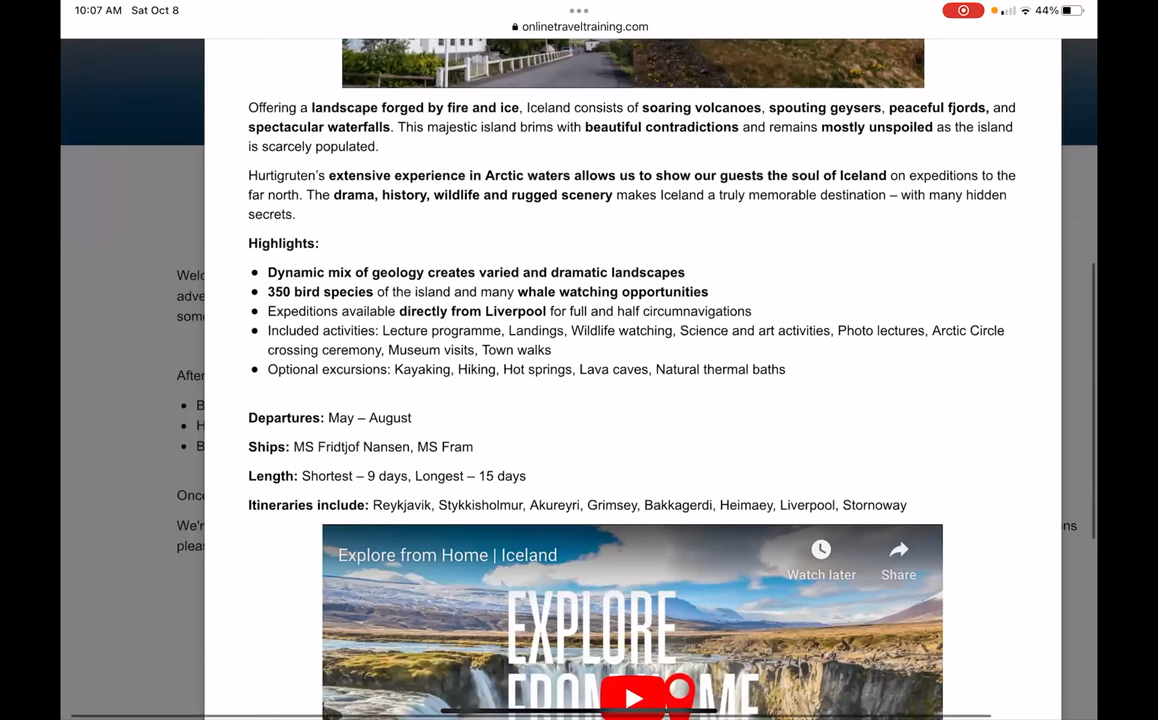 10:07 AM Sat Oct 8
44%
onlinetraveltraining.com
Offering a landscape forged by fire and ice, Iceland consists of soaring volcanoes, spouting geysers, peaceful fjords, and
spectacular waterfalls. This majestic island brims with beautiful contradictions and remains mostly unspoiled as the island
is scarcely populated.
Hurtigruten's extensive experience in Arctic waters allows us to show our guests the soul of Iceland on expeditions to the
far north. The drama, history, wildlife and rugged scenery makes Iceland a truly memorable destination – with many hidden
secrets.
Highlights:
● Dynamic mix of geology creates varied and dramatic landscapes
● 350 bird species of the island and many whale watching opportunities
● Expeditions available directly from Liverpool for full and half circumnavigations
● Included activities: Lecture programme, Landings, Wildlife watching, Science and art activities, Photo lectures, Arctic Circle
crossing ceremony, Museum visits, Town walks
● Optional excursions: Kayaking, Hiking, Hot springs, Lava caves, Natural thermal baths
Departures: May – August
Ships: MS Fridtjof Nansen, MS Fram
Length: Shortest – 9 days, Longest – 15 days
Itineraries include: Reykjavik, Stykkisholmur, Akureyri, Grimsey, Bakkagerdi, Heimaey, Liverpool, Stornoway
Explore from Home | Iceland
Watch later
Share
EXPLORE